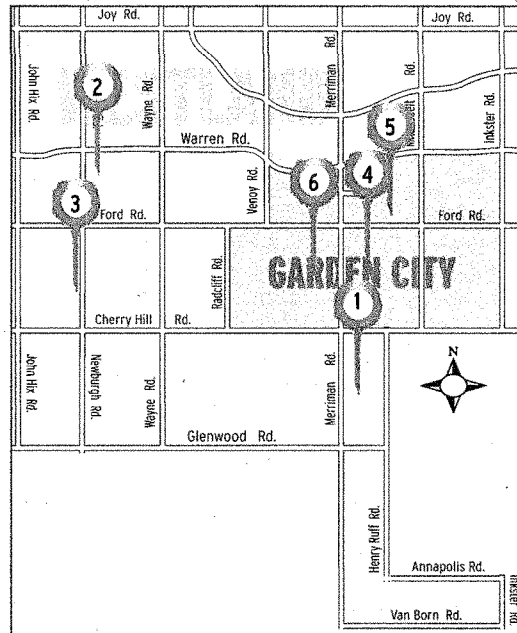 Joy Rd.
Joy Rd.
John Hix Rd.
2
Wayne Rd.
Merriman Rd.
Rd.
5
Inkster Rd.
Warren Rd.
Venoy Rd.
6
4
3
Ford Rd.
Ford Rd.
Radcliff Rd.
GARDEN CITY
1
Cherry Hill Rd.
John Hix Rd.
Newburgh Rd.
Wayne Rd.
Merriman Rd.
N
Glenwood Rd.
Henry Ruff Rd.
Annapolis Rd.
Inkster Rd.
Van Born Rd.